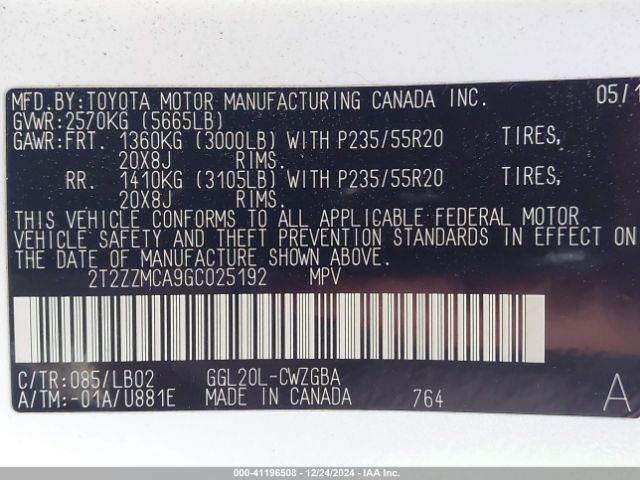 MFD.BY:TOYOTA MOTOR MANUFACTURING CANADA INC. 05/1
GVWR:2570KG (5665LB)
GAWR:FRT. 1360KG (3000LB) WITH P235/55R20 TIRES,
20X8J RIMS.
RR. 1410KG (3105LB) WITH P235/55R20 TIRES,
20X8J RIMS.
THIS VEHICLE CONFORMS TO ALL APPLICABLE FEDERAL MOTOR
VEHICLE SAFETY AND THEFT PREVENTION STANDARDS IN EFFECT ON
THE DATE OF MANUFACTURE SHOWN ABOVE.
2T2ZZMCA9GC025192 MPV
C/TR:085/LB02 GGL20L-CWZGBA
A/TM:-01A/U881E MADE IN CANADA 764 A
000-41196508 - 12/24/2024 - IAA Inc.